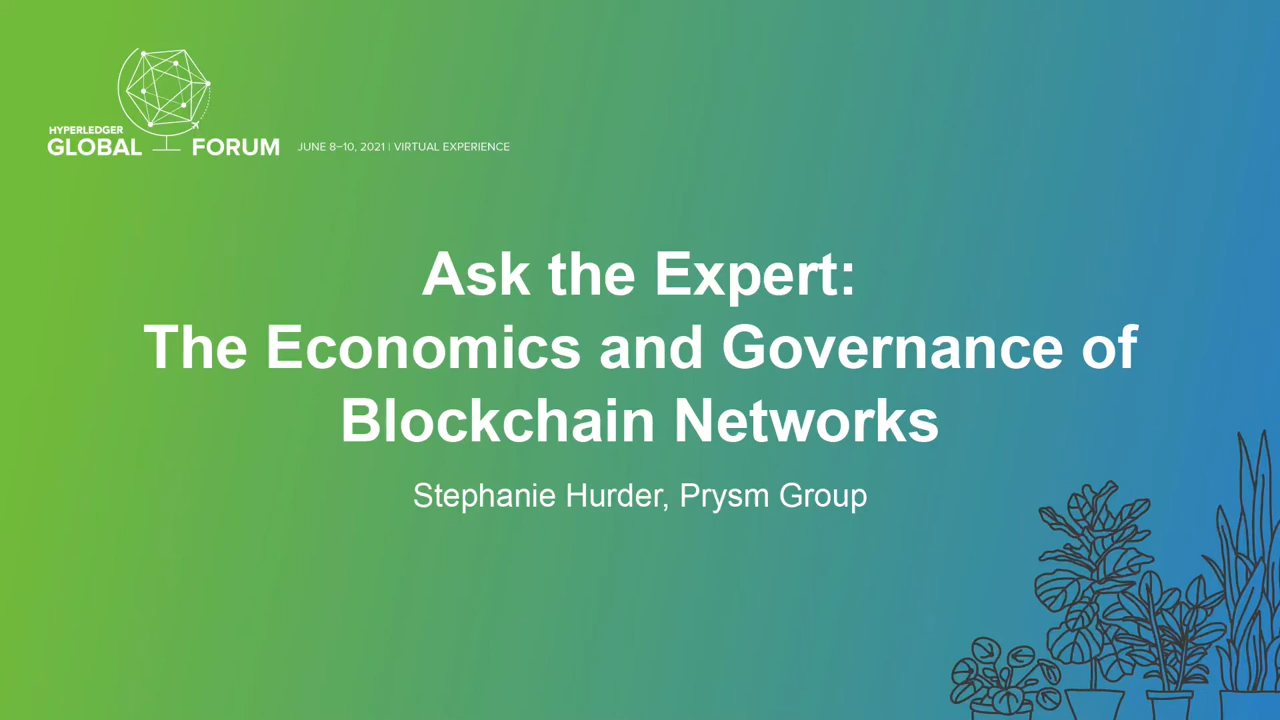 HYPERLEDGER
GLOBAL FORUM
JUNE 8–10, 2021 | VIRTUAL EXPERIENCE
Ask the Expert:
The Economics and Governance of
Blockchain Networks
Stephanie Hurder, Prysm Group